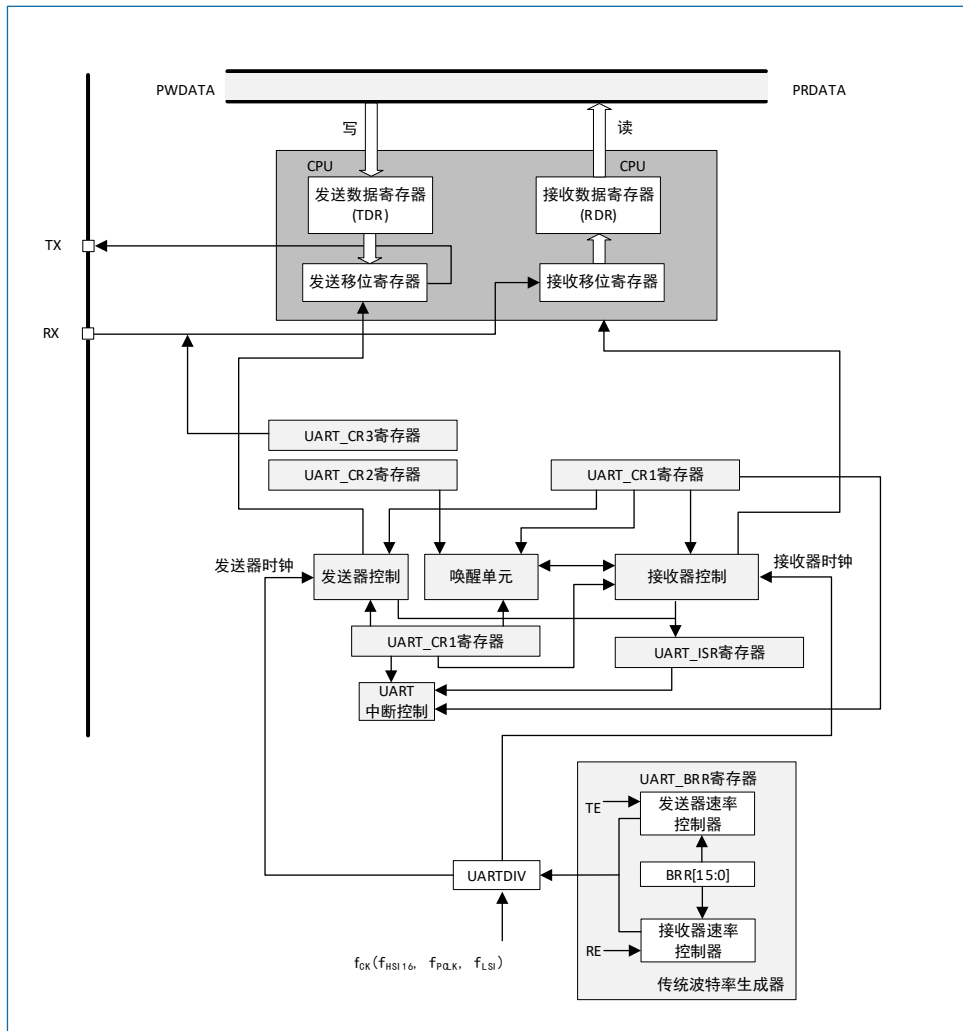 PWDATA
PRDATA
写
读
CPU
CPU
发送数据寄存器
(TDR)
接收数据寄存器
(RDR)
TX
发送移位寄存器
接收移位寄存器
RX
UART_CR3寄存器
UART_CR2寄存器
UART_CR1寄存器
发送器时钟
发送器控制
唤醒单元
接收器控制
接收器时钟
UART_CR1寄存器
UART_ISR寄存器
UART
中断控制
UART_BRR寄存器
TE
发送器速率
控制器
UARTDIV
BRR[15:0]
接收器速率
控制器
RE
fCK(fHSI16, fPCLK, fLSI)
传统波特率生成器